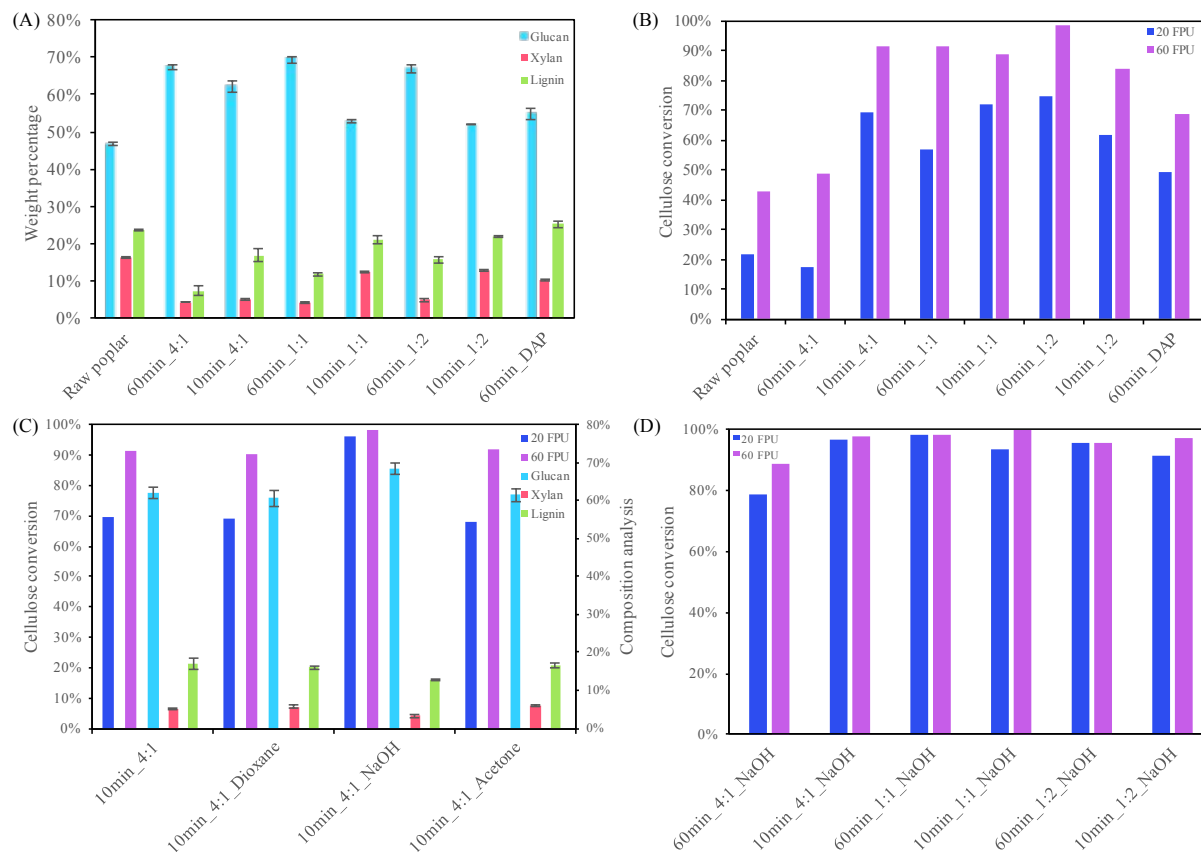 (A)
Weight percentage
80%
70%
60%
50%
40%
30%
20%
10%
0%
Glucan
Xylan
Lignin
Raw poplar
60min_4:1
10min_4:1
60min_1:1
10min_1:1
60min_1:2
10min_1:2
60min_DAP
(B)
Cellulose conversion
100%
90%
80%
70%
60%
50%
40%
30%
20%
10%
0%
20 FPU
60 FPU
Raw poplar
60min_4:1
10min_4:1
60min_1:1
10min_1:1
60min_1:2
10min_1:2
60min_DAP
(C)
Cellulose conversion
100%
90%
80%
70%
60%
50%
40%
30%
20%
10%
0%
20 FPU
60 FPU
Glucan
Xylan
Lignin
80%
70%
60%
50%
40%
30%
20%
10%
0%
Composition analysis
10min_4:1
10min_4:1_Dioxane
10min_4:1_NaOH
10min_4:1_Acetone
(D)
Cellulose conversion
100%
80%
60%
40%
20%
0%
20 FPU
60 FPU
60min_4:1_NaOH
10min_4:1_NaOH
60min_1:1_NaOH
10min_1:1_NaOH
60min_1:2_NaOH
10min_1:2_NaOH